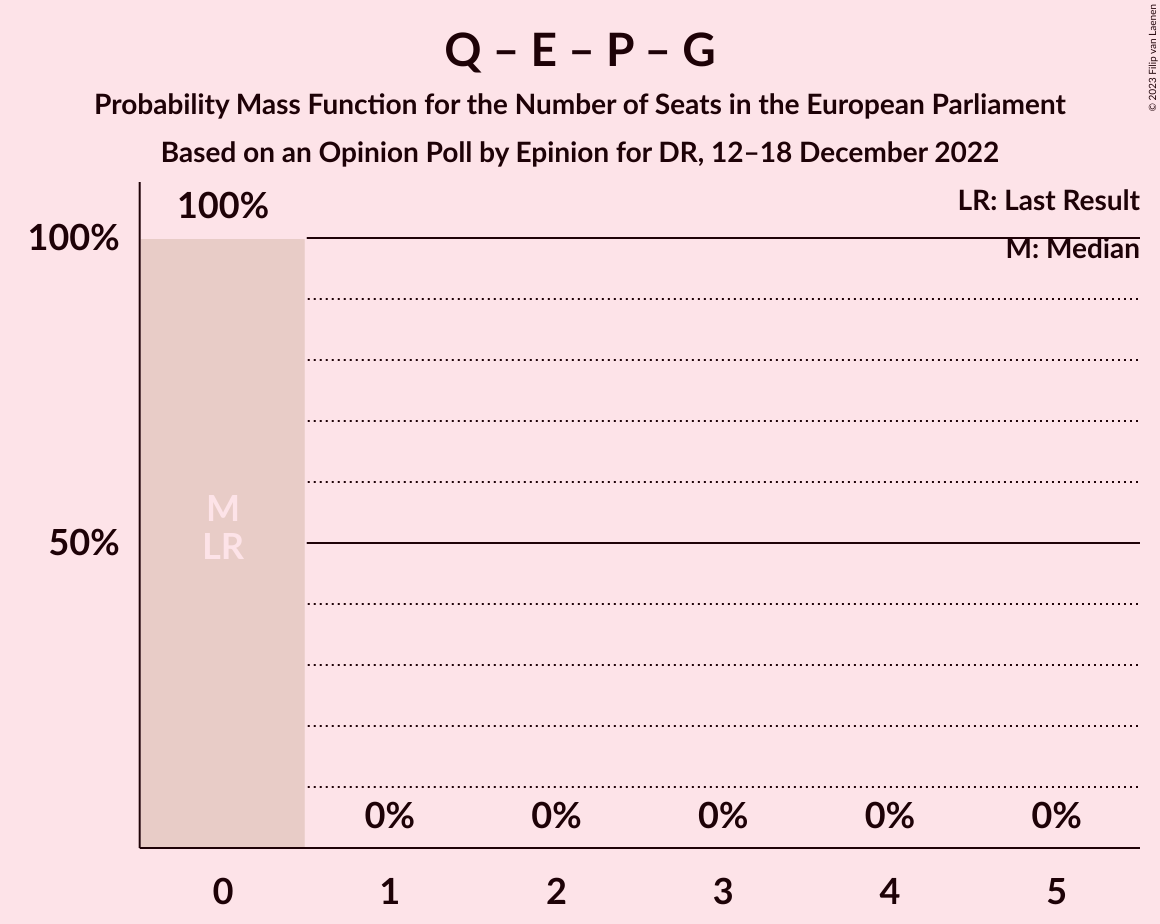 Q – E – P – G
Probability Mass Function for the Number of Seats in the European Parliament
Based on an Opinion Poll by Epinion for DR, 12–18 December 2022
© 2023 Filip van Laenen
LR: Last Result
M: Median
100%
100%
50%
M
LR
0%
0%
0%
0%
0%
0
1
2
3
4
5